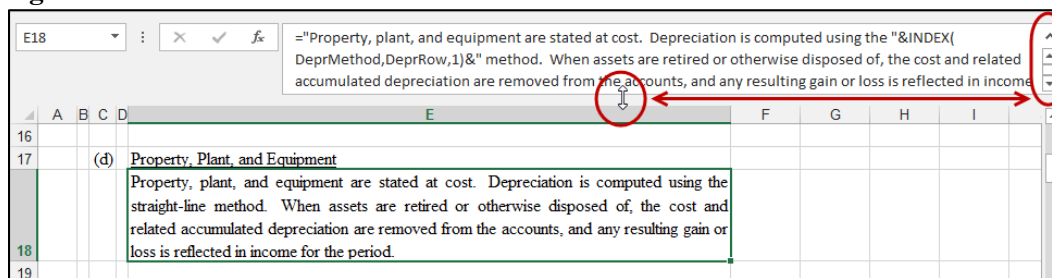 E18 fx ="Property, plant, and equipment are stated at cost.  Depreciation is computed using the "&INDEX(
DeprMethod,DeprRow,1)&" method.  When assets are retired or otherwise disposed of, the cost and related
accumulated depreciation are removed from the accounts, and any resulting gain or loss is reflected in income
A B C D E F G H I
16
17 (d) Property, Plant, and Equipment
Property, plant, and equipment are stated at cost.  Depreciation is computed using the
straight-line method.  When assets are retired or otherwise disposed of, the cost and
related accumulated depreciation are removed from the accounts, and any resulting gain or
18 loss is reflected in income for the period.
19